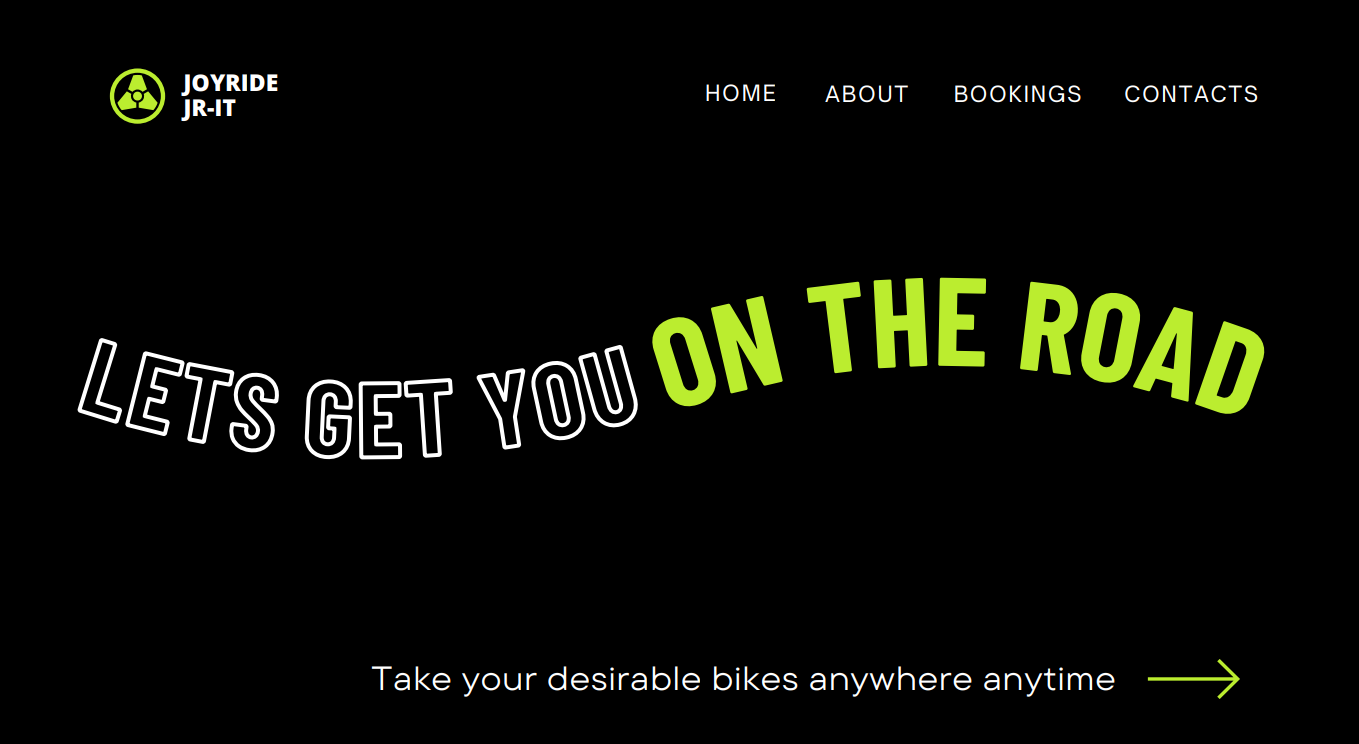 JOYRIDE
JR-IT
HOME ABOUT BOOKINGS CONTACTS
LETS GET YOU ON THE ROAD
Take your desirable bikes anywhere anytime